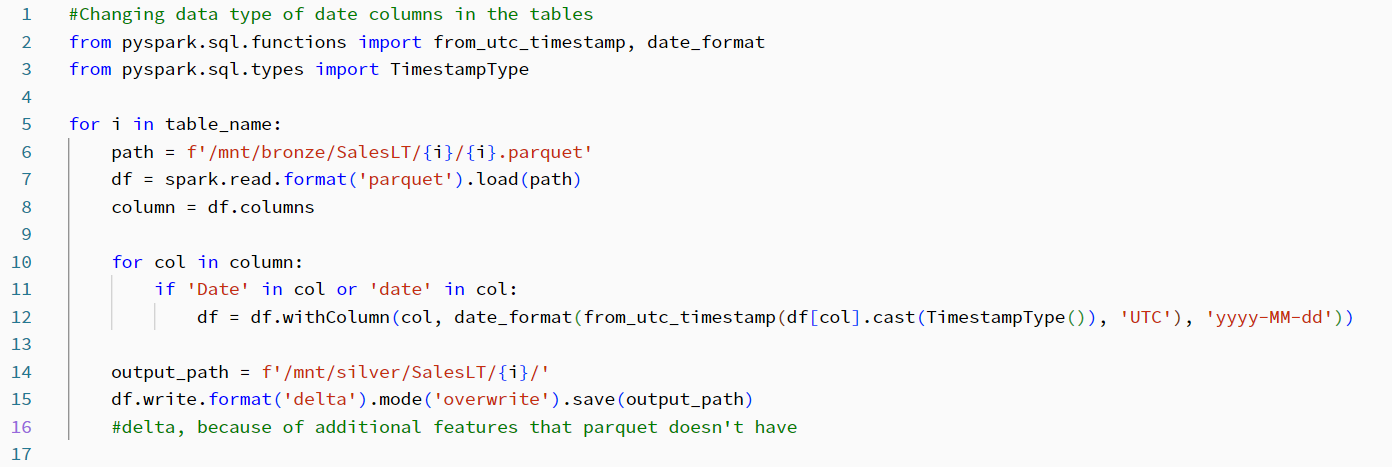 1 #Changing data type of date columns in the tables
2 from pyspark.sql.functions import from_utc_timestamp, date_format
3 from pyspark.sql.types import TimestampType
4
5 for i in table_name:
6     path = f'/mnt/bronze/SalesLT/{i}/{i}.parquet'
7     df = spark.read.format('parquet').load(path)
8     column = df.columns
9
10     for col in column:
11         if 'Date' in col or 'date' in col:
12             df = df.withColumn(col, date_format(from_utc_timestamp(df[col].cast(TimestampType()), 'UTC'), 'yyyy-MM-dd'))
13
14     output_path = f'/mnt/silver/SalesLT/{i}/'
15     df.write.format('delta').mode('overwrite').save(output_path)
16     #delta, because of additional features that parquet doesn't have
17